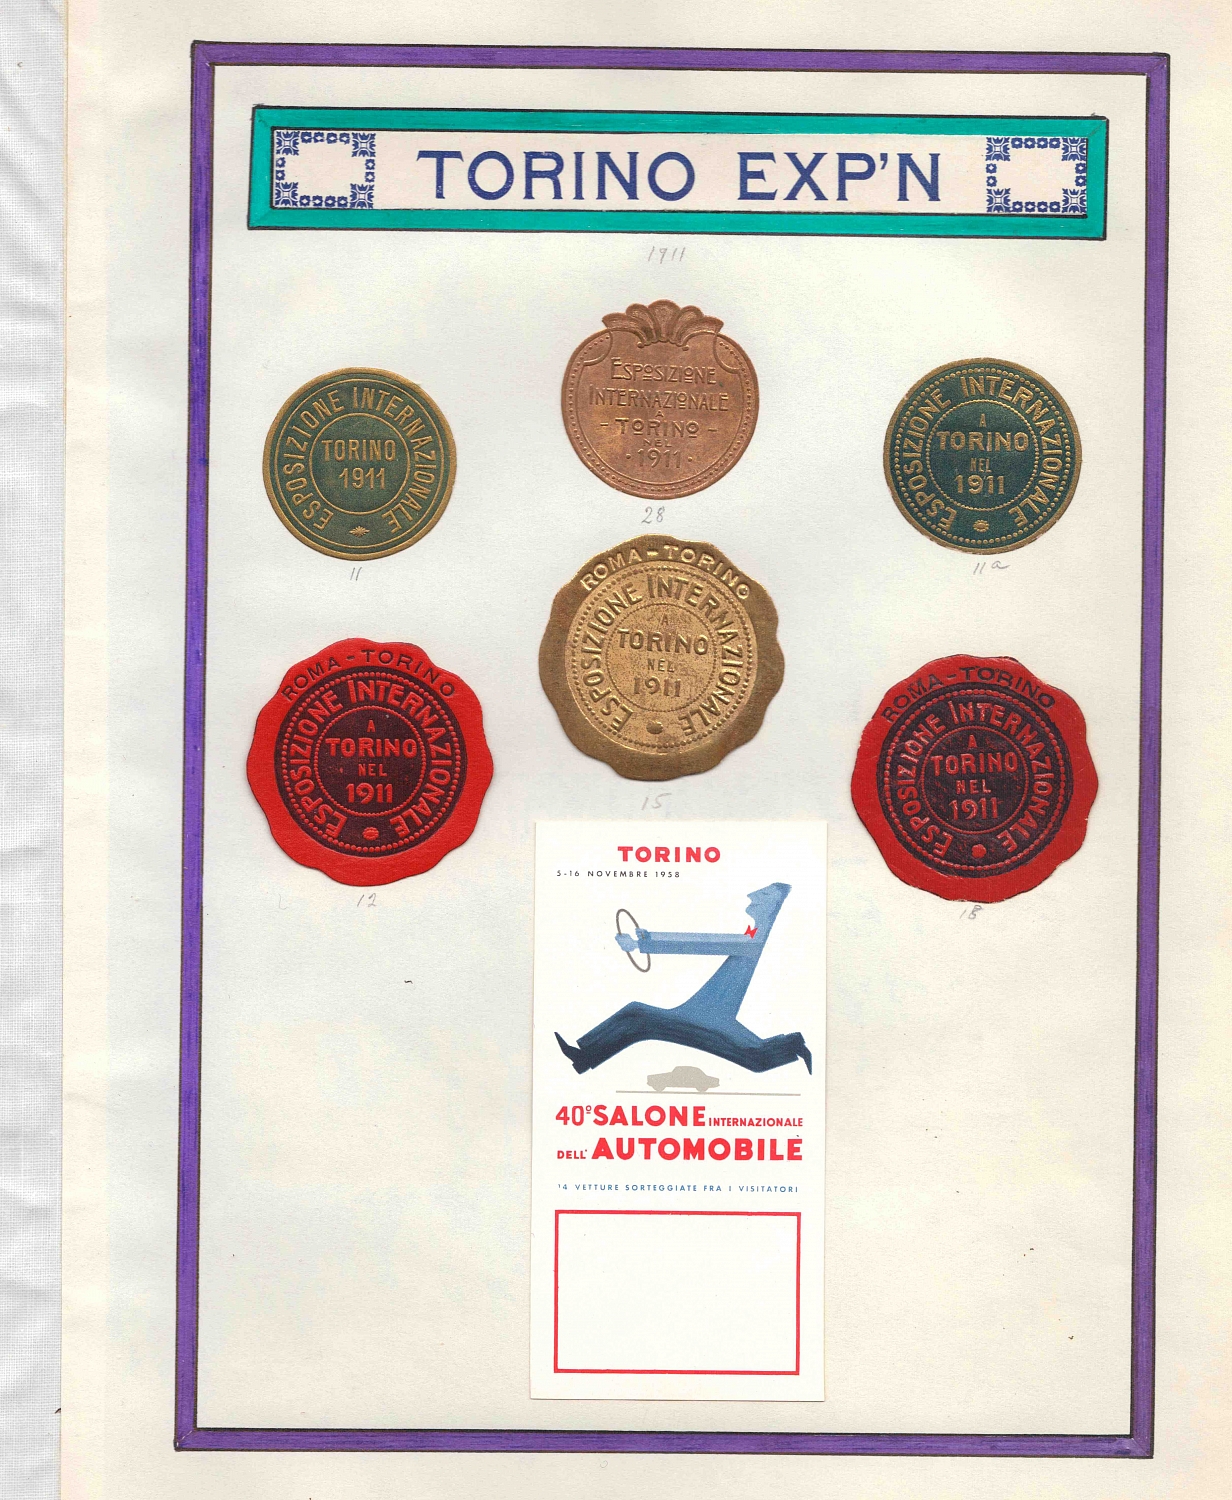 TORINO EXP'N
1911
ESPOSIZIONE INTERNAZIONALE
TORINO
1911
11
ESPOSIZIONE
INTERNAZIONALE
A
- TORINO -
NEL
· 1911 ·
28
ESPOSIZIONE INTERNAZIONALE
A
TORINO
NEL
1911
11a
ROMA-TORINO
ESPOSIZIONE INTERNAZIONALE
A
TORINO
NEL
1911
15
ROMA-TORINO
ESPOSIZIONE INTERNAZIONALE
A
TORINO
NEL
1911
12
ROMA-TORINO
ESPOSIZIONE INTERNAZIONALE
A
TORINO
NEL
1911
TORINO
5-16 NOVEMBRE 1958
40º SALONE INTERNAZIONALE
DELL' AUTOMOBILE
14 VETTURE SORTEGGIATE FRA I VISITATORI